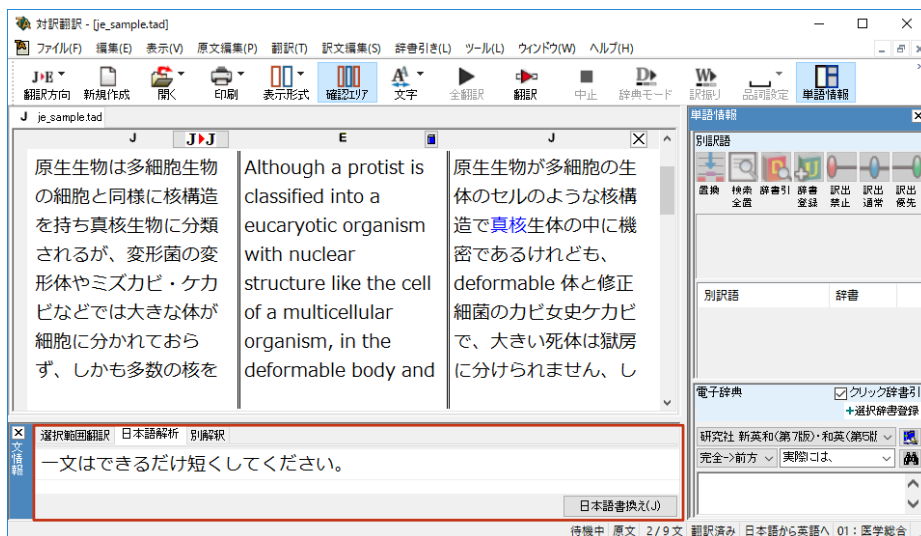 対訳翻訳 - [je_sample.tad]
ファイル(F) 編集(E) 表示(V) 原文編集(P) 翻訳(T) 訳文編集(S) 辞書引き(L) ツール(L) ウィンドウ(W) ヘルプ(H)
J▶E
翻訳方向 新規作成 開く 印刷 表示形式 確認エリア 文字 全翻訳 翻訳 中止 辞典モード 訳振り 品詞設定 単語情報
J je_sample.tad
J J▶J E J
原生生物は多細胞生物
の細胞と同様に核構造
を持ち真核生物に分類
されるが、変形菌の変
形体やミズカビ・ケカ
ビなどでは大きな体が
細胞に分かれておら
ず、しかも多数の核を
Although a protist is
classified into a
eucaryotic organism
with nuclear
structure like the cell
of a multicellular
organism, in the
deformable body and
原生生物が多細胞の生
体のセルのような核構
造で真核生体の中に機
密であるけれども、
deformable 体と修正
細菌のカビ女史ケカビ
で、大きい死体は獄房
に分けられません、し
単語情報
別訳語
置換 検索全置 辞書引 辞書登録 訳出禁止 訳出通常 訳出優先
別訳語 辞書
電子辞典 クリック辞書引
+選択辞書登録
研究社 新英和(第7版)・和英(第5版
完全->前方 実際には、
文情報
選択範囲翻訳 日本語解析 別解釈
一文はできるだけ短くしてください。
日本語書換え(J)
待機中 原文 2/9文 翻訳済み 日本語から英語へ 01：医学総合